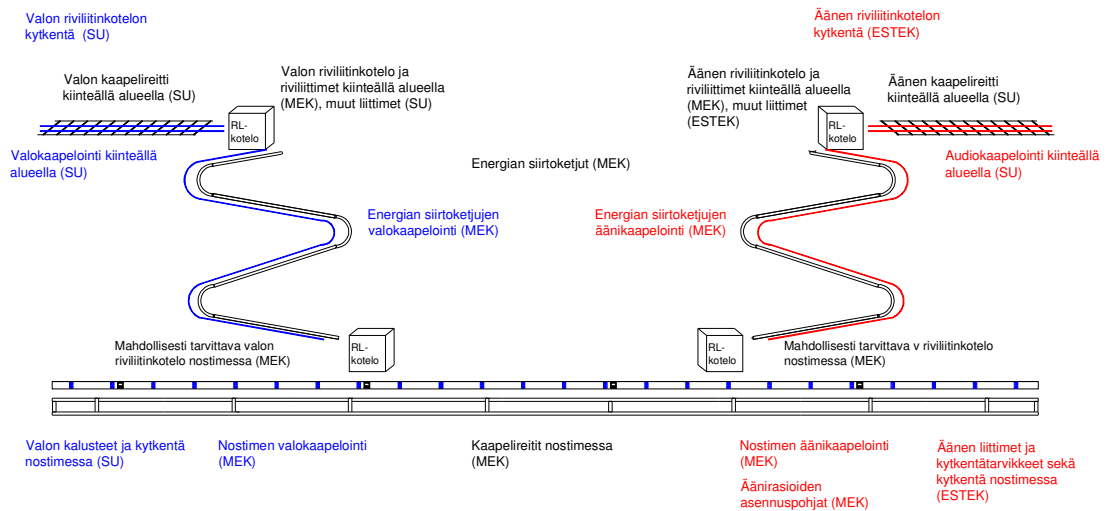 Valon riviliitinkotelon
kytkentä (SU)
Äänen riviliitinkotelon
kytkentä (ESTEK)
Valon kaapelireitti
kiinteällä alueella (SU)
Valon riviliitinkotelo ja
riviliittimet kiinteällä alueella
(MEK), muut liittimet (SU)
Äänen riviliitinkotelo ja
riviliittimet kiinteällä alueella
(MEK), muut liittimet
(ESTEK)
Äänen kaapelireitti
kiinteällä alueella (SU)
RL-
kotelo
RL-
kotelo
Valokaapelointi kiinteällä
alueella (SU)
Energian siirtoketjut (MEK)
Audiokaapelointi kiinteällä
alueella (SU)
Energian siirtoketjujen
valokaapelointi (MEK)
Energian siirtoketjujen
äänikaapelointi (MEK)
Mahdollisesti tarvittava valon
riviliitinkotelo nostimessa (MEK)
RL-
kotelo
RL-
kotelo
Mahdollisesti tarvittava v riviliitinkotelo
nostimessa (MEK)
Valon kalusteet ja kytkentä
nostimessa (SU)
Nostimen valokaapelointi
(MEK)
Kaapelireitit nostimessa
(MEK)
Nostimen äänikaapelointi
(MEK)
Äänirasioiden
asennuspohjat (MEK)
Äänen liittimet ja
kytkentätarvikkeet sekä
kytkentä nostimessa
(ESTEK)